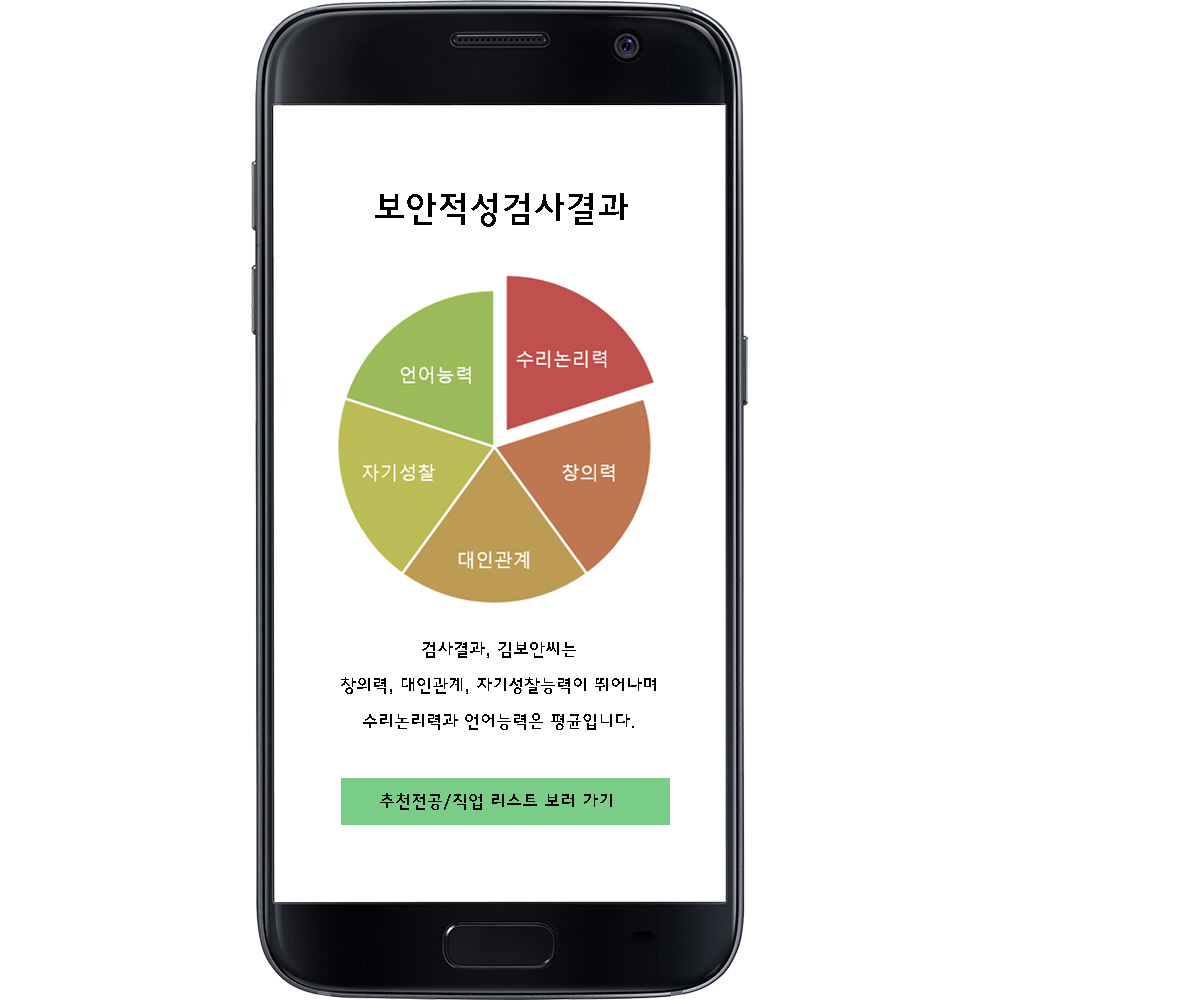 보안적성검사결과
언어능력
수리논리력
자기성찰
창의력
대인관계
검사결과, 김보안씨는
창의력, 대인관계, 자기성찰능력이 뛰어나며
수리논리력과 언어능력은 평균입니다.
추천전공/직업 리스트 보러 가기